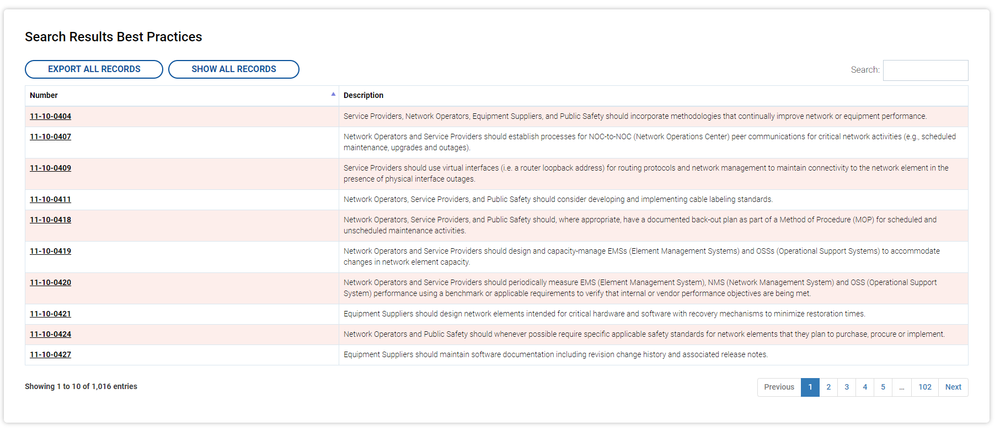 Search Results Best Practices
EXPORT ALL RECORDS SHOW ALL RECORDS Search:
Number Description
11-10-0404 Service Providers, Network Operators, Equipment Suppliers, and Public Safety should incorporate methodologies that continually improve network or equipment performance.
11-10-0407 Network Operators and Service Providers should establish processes for NOC-to-NOC (Network Operations Center) peer communications for critical network activities (e.g., scheduled
maintenance, upgrades and outages).
11-10-0409 Service Providers should use virtual interfaces (i.e. a router loopback address) for routing protocols and network management to maintain connectivity to the network element in the
presence of physical interface outages.
11-10-0411 Network Operators, Service Providers, and Public Safety should consider developing and implementing cable labeling standards.
11-10-0418 Network Operators, Service Providers, and Public Safety should, where appropriate, have a documented back-out plan as part of a Method of Procedure (MOP) for scheduled and
unscheduled maintenance activities.
11-10-0419 Network Operators and Service Providers should design and capacity-manage EMSs (Element Management Systems) and OSSs (Operational Support Systems) to accommodate
changes in network element capacity.
11-10-0420 Network Operators and Service Providers should periodically measure EMS (Element Management System), NMS (Network Management System) and OSS (Operational Support
System) performance using a benchmark or applicable requirements to verify that internal or vendor performance objectives are being met.
11-10-0421 Equipment Suppliers should design network elements intended for critical hardware and software with recovery mechanisms to minimize restoration times.
11-10-0424 Network Operators and Public Safety should whenever possible require specific applicable safety standards for network elements that they plan to purchase, procure or implement.
11-10-0427 Equipment Suppliers should maintain software documentation including revision change history and associated release notes.
Showing 1 to 10 of 1,016 entries Previous 1 2 3 4 5 … 102 Next